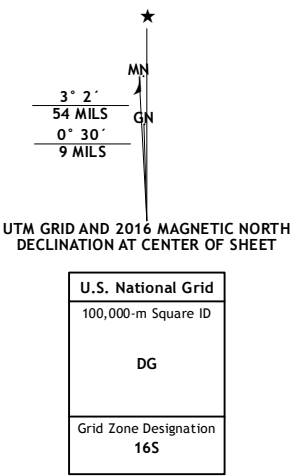 MN
3° 2´
54 MILS
GN
0° 30´
9 MILS
UTM GRID AND 2016 MAGNETIC NORTH
DECLINATION AT CENTER OF SHEET
U.S. National Grid
100,000-m Square ID
DG
Grid Zone Designation
16S